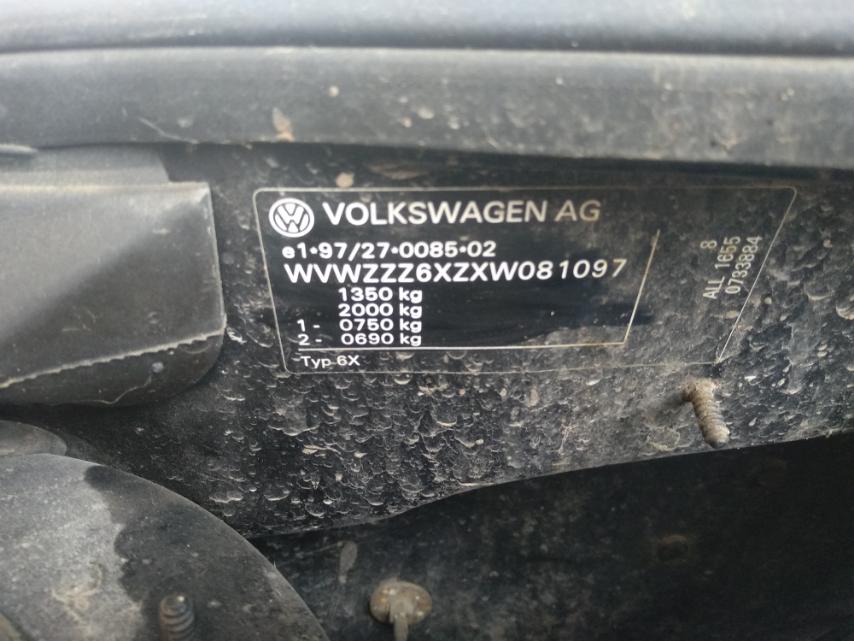 VOLKSWAGEN AG
e1*97/27*0085*02
WVWZZZ6XZXW081097
1350 kg
2000 kg
1 - 0750 kg
2 - 0690 kg
Typ 6X
8
ALL 1655
0733884